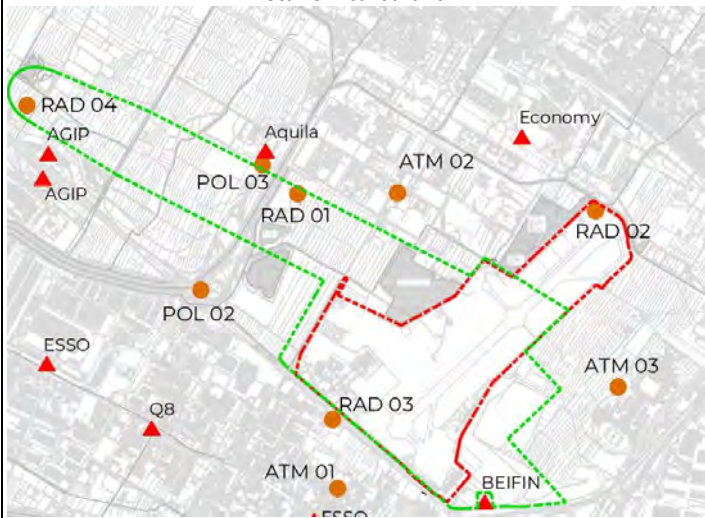 RAD 04
AGIP
AGIP
Aquila
POL 03
RAD 01
ATM 02
Economy
RAD 02
POL 02
ESSO
Q8
RAD 03
ATM 03
ATM 01
BEIFIN
ESSO